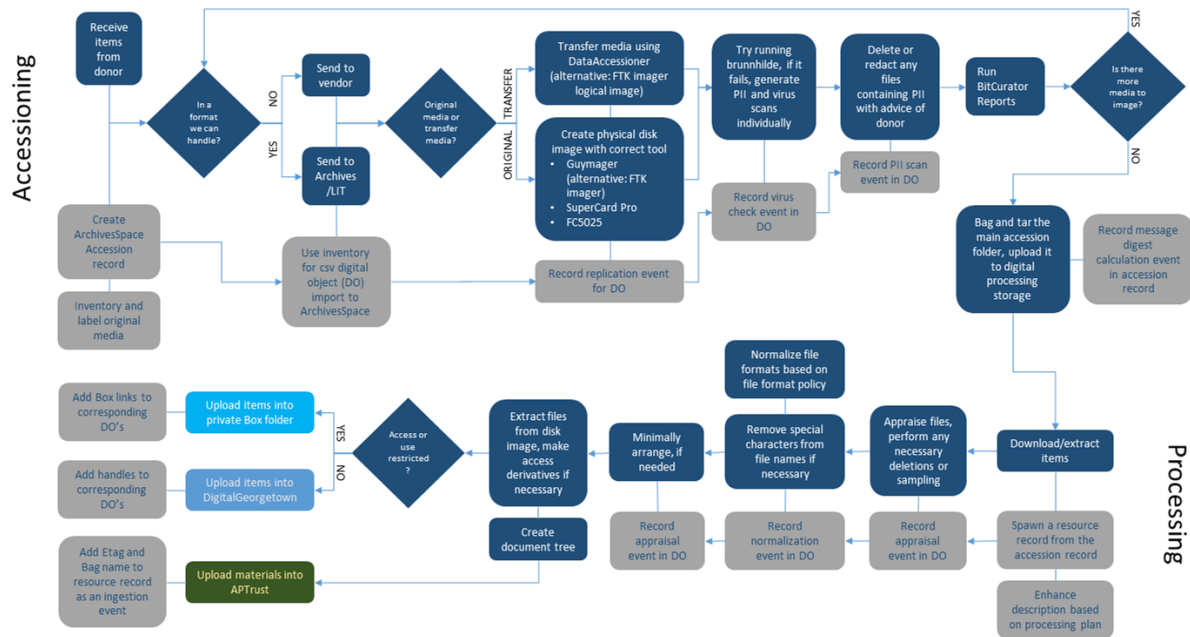 Accessioning
Receive
items from
donor
In a
format we
can handle?
NO
YES
Send to
vendor
Send to
Archives
/LIT
Original
media or
transfer
media?
TRANSFER
ORIGINAL
Transfer media using
DataAccessioner
(alternative: FTK imager
logical image)
Create physical disk
image with correct tool
• Guymager
(alternative: FTK
imager)
• SuperCard Pro
• FC5025
Try running
brunnhilde, if it
fails, generate
PII and virus
scans
individually
Delete or
redact any
files
containing PII
with advice of
donor
Run
BitCurator
Reports
Is there
more media
to image?
YES
NO
Create
ArchivesSpace
Accession
record
Inventory and
label original
media
Use inventory
for csv digital
object (DO)
import to
ArchivesSpace
Record replication event
for DO
Record virus
check event in
DO
Record PII scan
event in DO
Bag and tar the
main accession
folder, upload it
to digital
processing
storage
Record message
digest
calculation event
in accession
record
Processing
Download/extract
items
Spawn a resource
record from the
accession record
Enhance
description based
on processing plan
Appraise files,
perform any
necessary
deletions or
sampling
Record
appraisal
event in DO
Normalize file
formats based on
file format policy
Remove special
characters from
file names if
necessary
Record
normalization
event in DO
Minimally
arrange, if
needed
Record
appraisal
event in DO
Extract files
from disk
image, make
access
derivatives if
necessary
Create
document tree
Access or
use
restricted
?
YES
NO
Upload items into
private Box folder
Add Box links to
corresponding
DO's
Upload items into
DigitalGeorgetown
Add handles to
corresponding
DO's
Upload materials into
APTrust
Add Etag and
Bag name to
resource record
as an ingestion
event